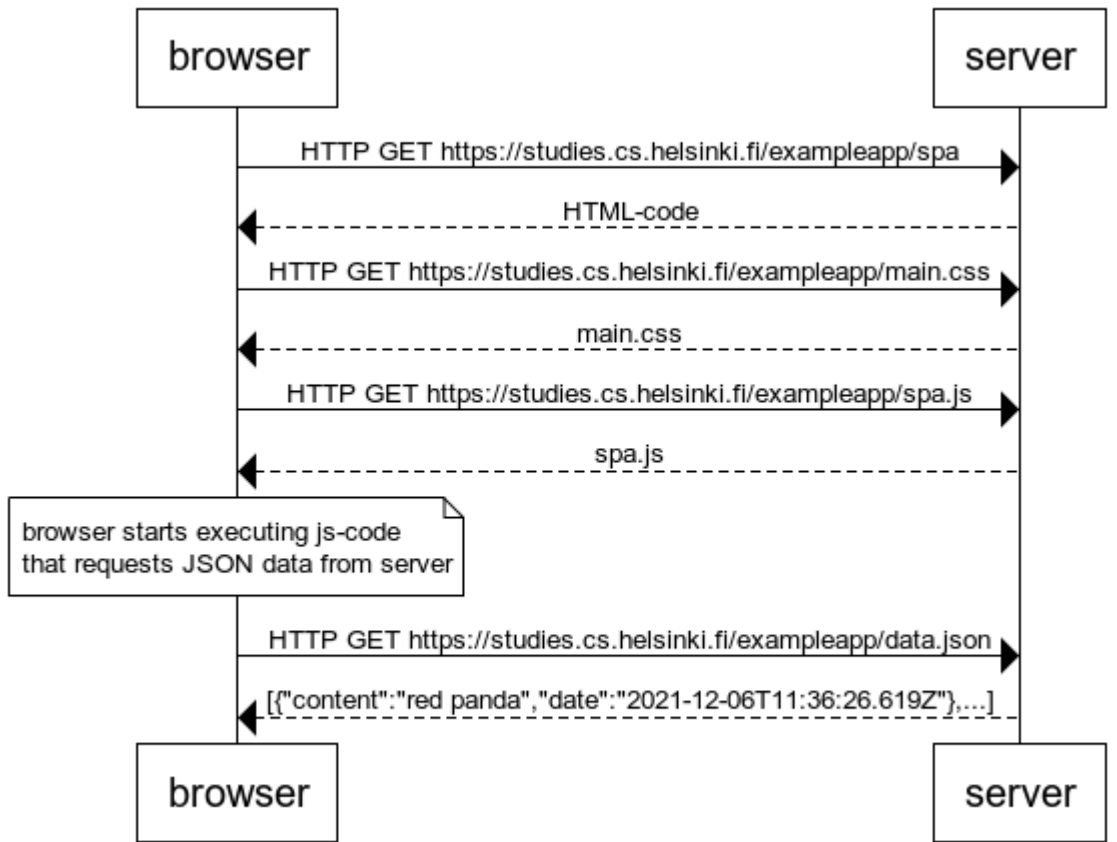 browser
server
HTTP GET https://studies.cs.helsinki.fi/exampleapp/spa
HTML-code
HTTP GET https://studies.cs.helsinki.fi/exampleapp/main.css
main.css
HTTP GET https://studies.cs.helsinki.fi/exampleapp/spa.js
spa.js
browser starts executing js-code
that requests JSON data from server
HTTP GET https://studies.cs.helsinki.fi/exampleapp/data.json
[{"content":"red panda","date":"2021-12-06T11:36:26.619Z"},...]
browser
server